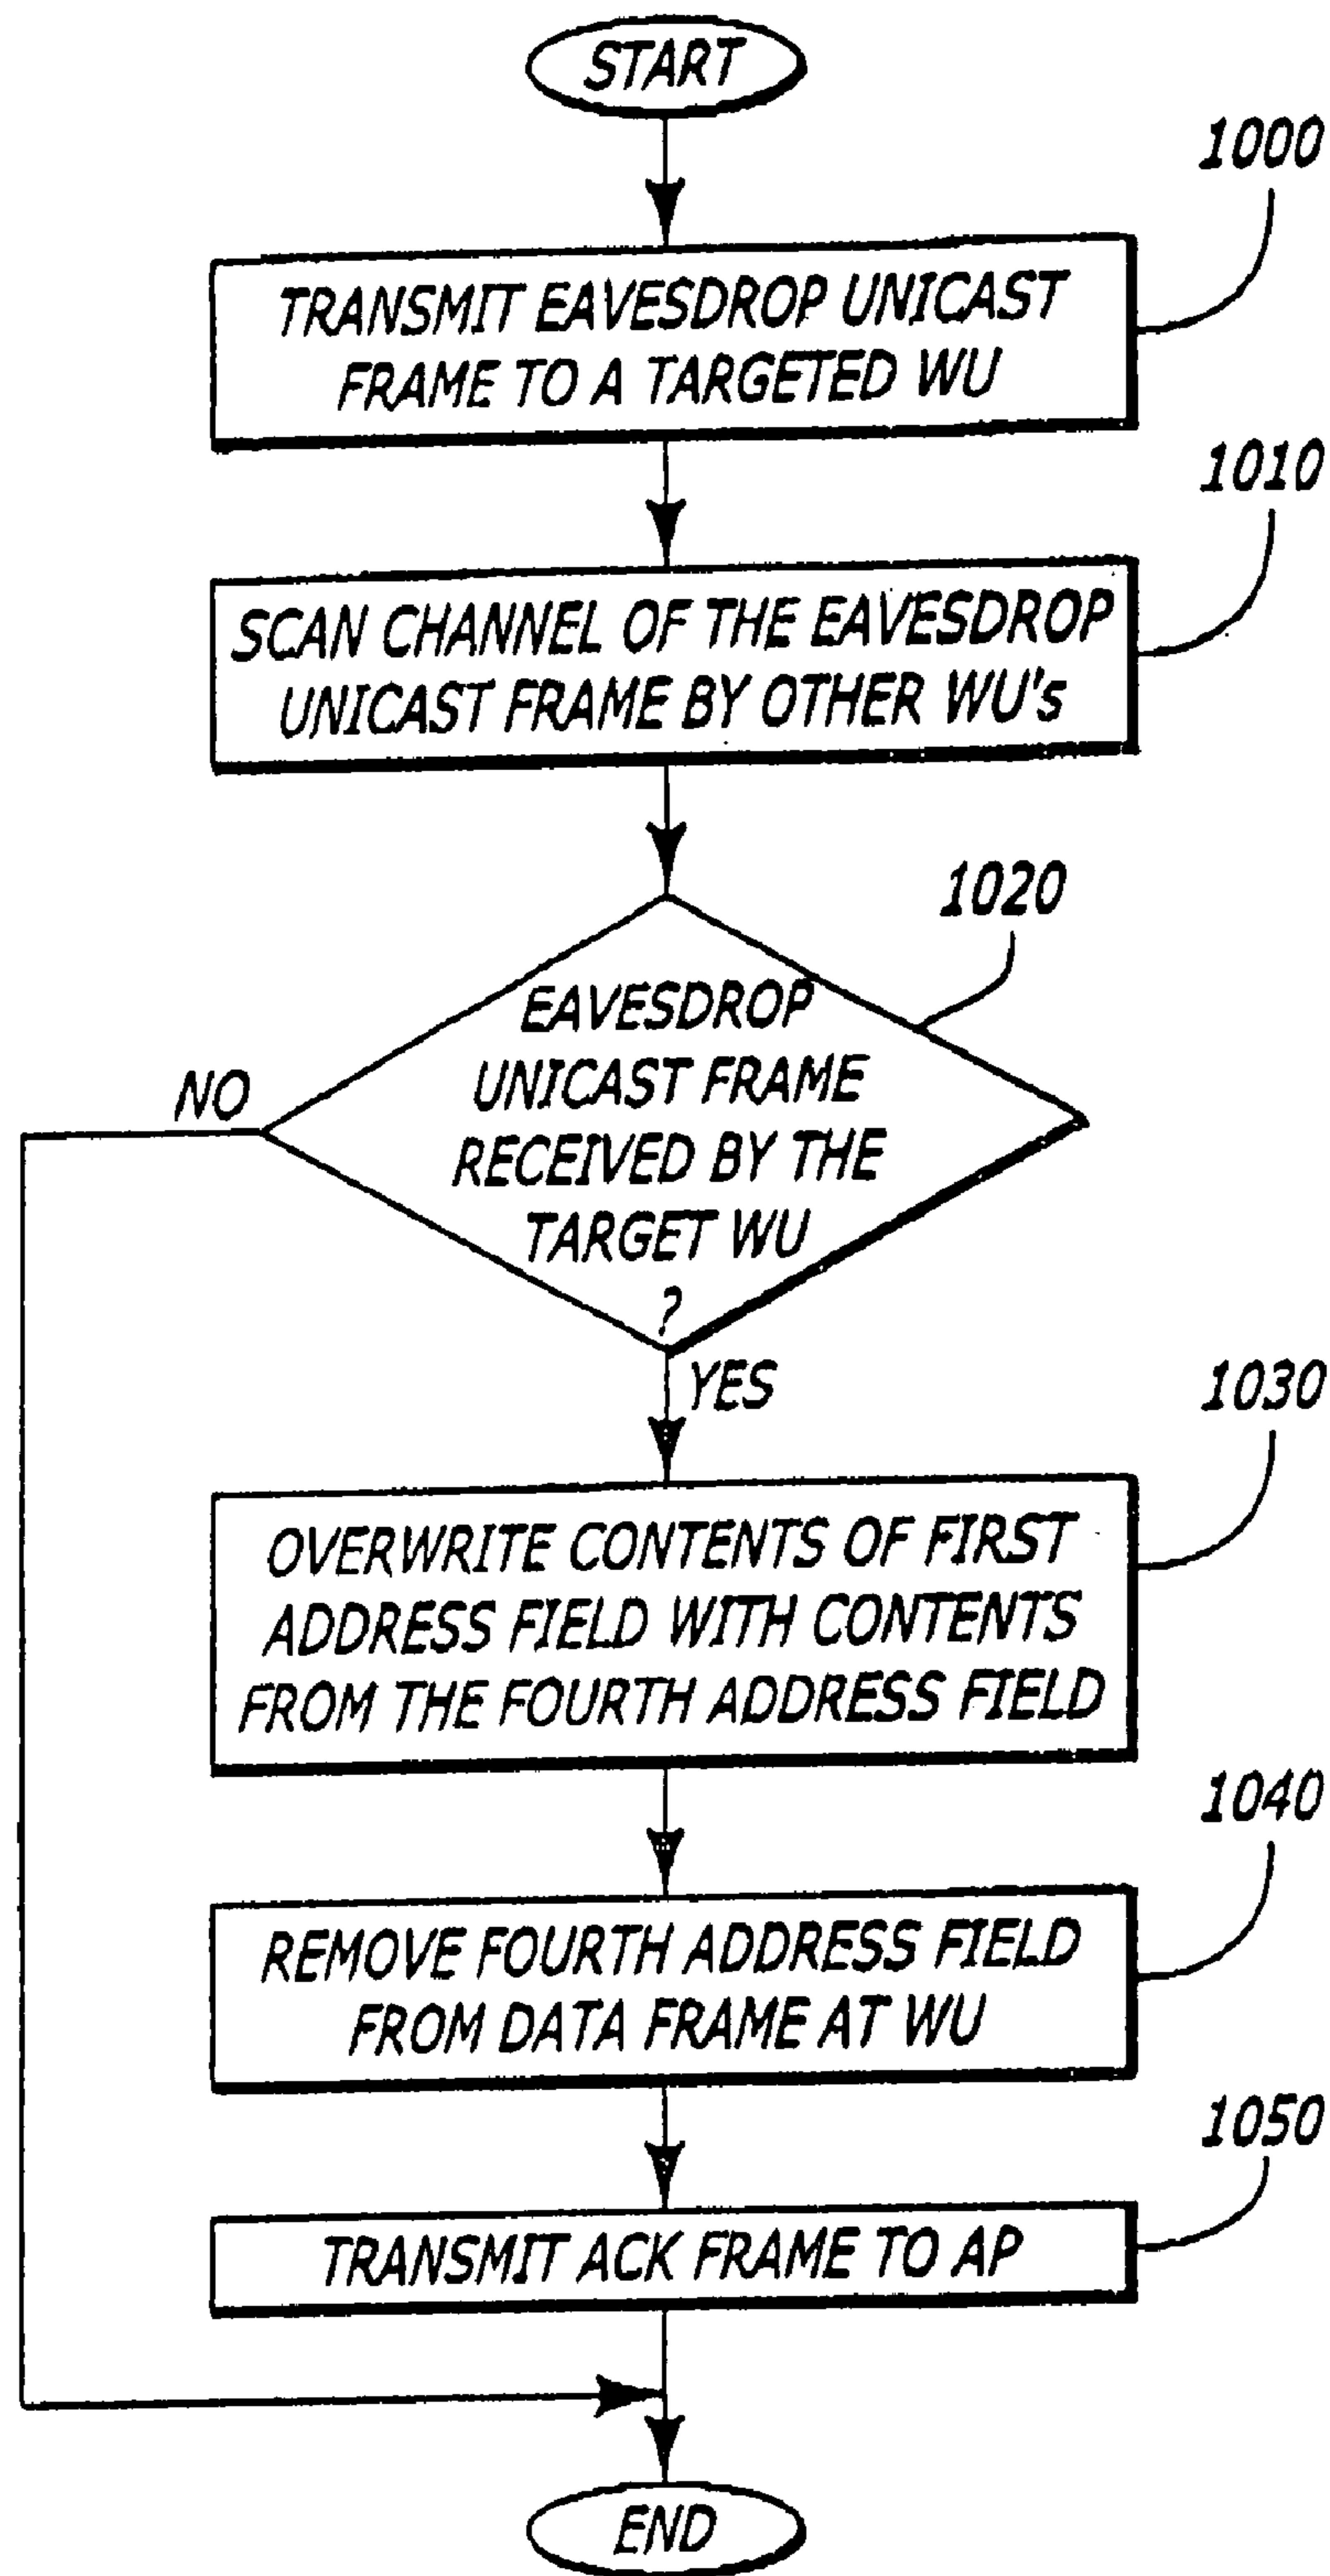 START
1000
TRANSMIT EAVESDROP UNICAST
FRAME TO A TARGETED WU
1010
SCAN CHANNEL OF THE EAVESDROP
UNICAST FRAME BY OTHER WU's
1020
EAVESDROP
UNICAST FRAME
RECEIVED BY THE
TARGET WU
?
NO
YES
1030
OVERWRITE CONTENTS OF FIRST
ADDRESS FIELD WITH CONTENTS
FROM THE FOURTH ADDRESS FIELD
1040
REMOVE FOURTH ADDRESS FIELD
FROM DATA FRAME AT WU
1050
TRANSMIT ACK FRAME TO AP
END